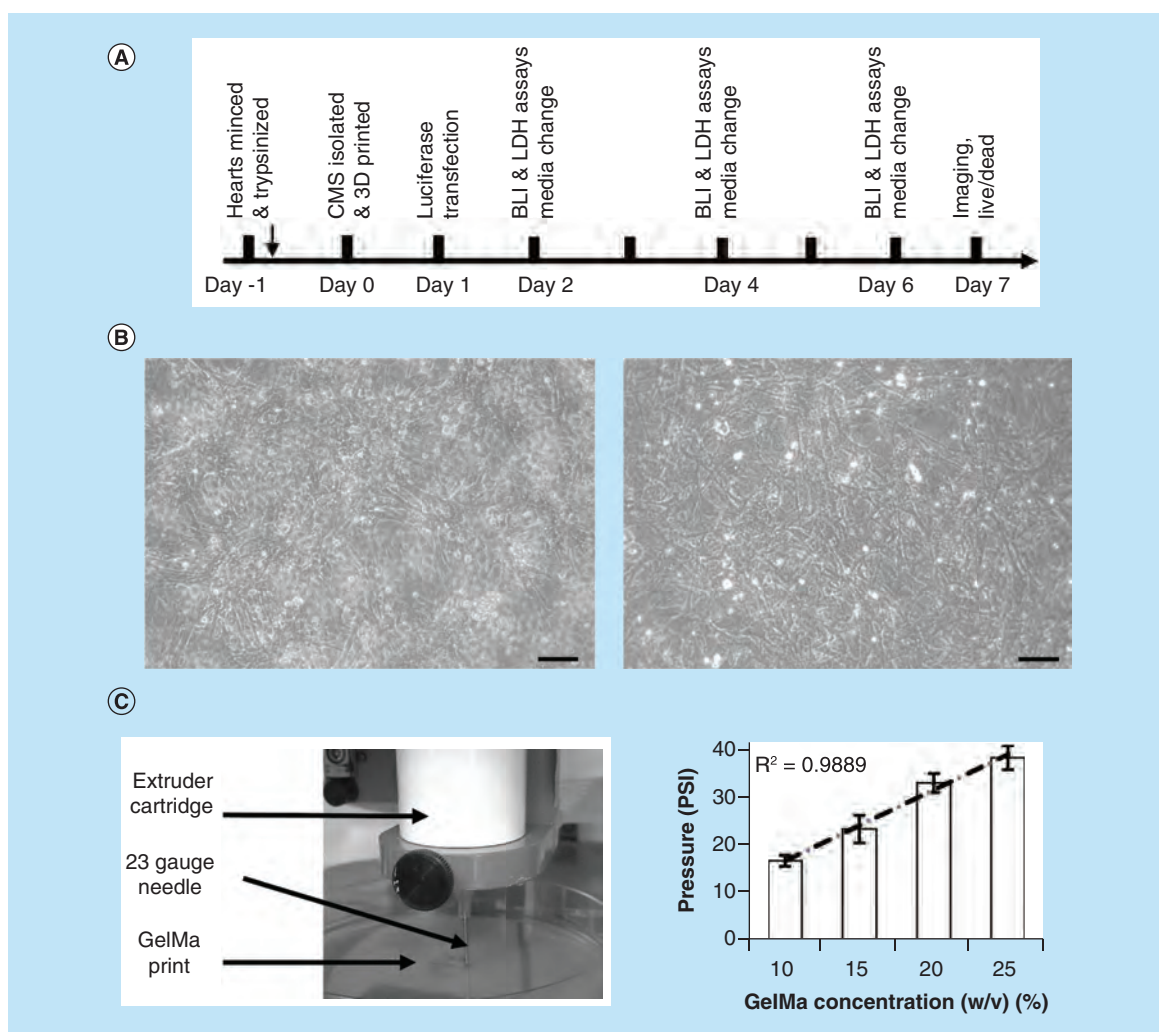 A
Hearts minced
& trypsinized
CMS isolated
& 3D printed
Luciferase
transfection
BLI & LDH assays
media change
BLI & LDH assays
media change
BLI & LDH assays
media change
Imaging,
live/dead
Day -1
Day 0
Day 1
Day 2
Day 4
Day 6
Day 7
B
C
Extruder
cartridge
23 gauge
needle
GelMa
print
R² = 0.9889
Pressure (PSI)
40
30
20
10
0
10
15
20
25
GelMa concentration (w/v) (%)